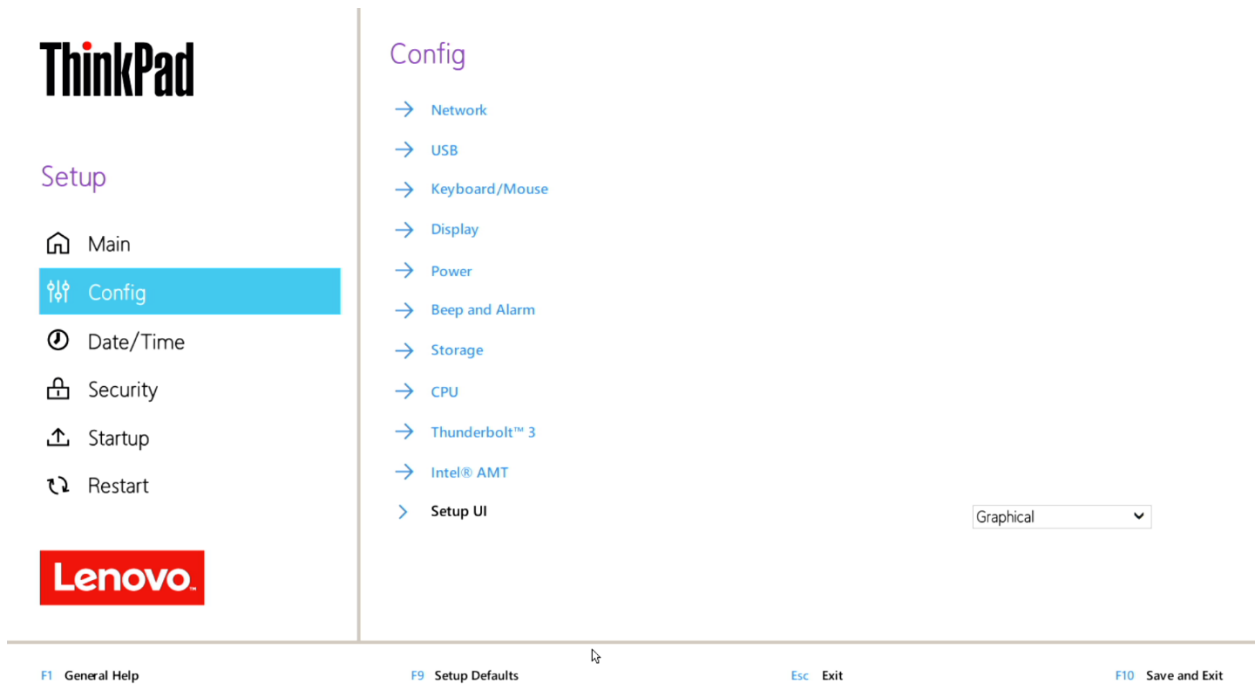 ThinkPad
Setup
Main
Config
Date/Time
Security
Startup
Restart
Lenovo™
Config
Network
USB
Keyboard/Mouse
Display
Power
Beep and Alarm
Storage
CPU
Thunderbolt™ 3
Intel® AMT
Setup UI Graphical
F1 General Help F9 Setup Defaults Esc Exit F10 Save and Exit